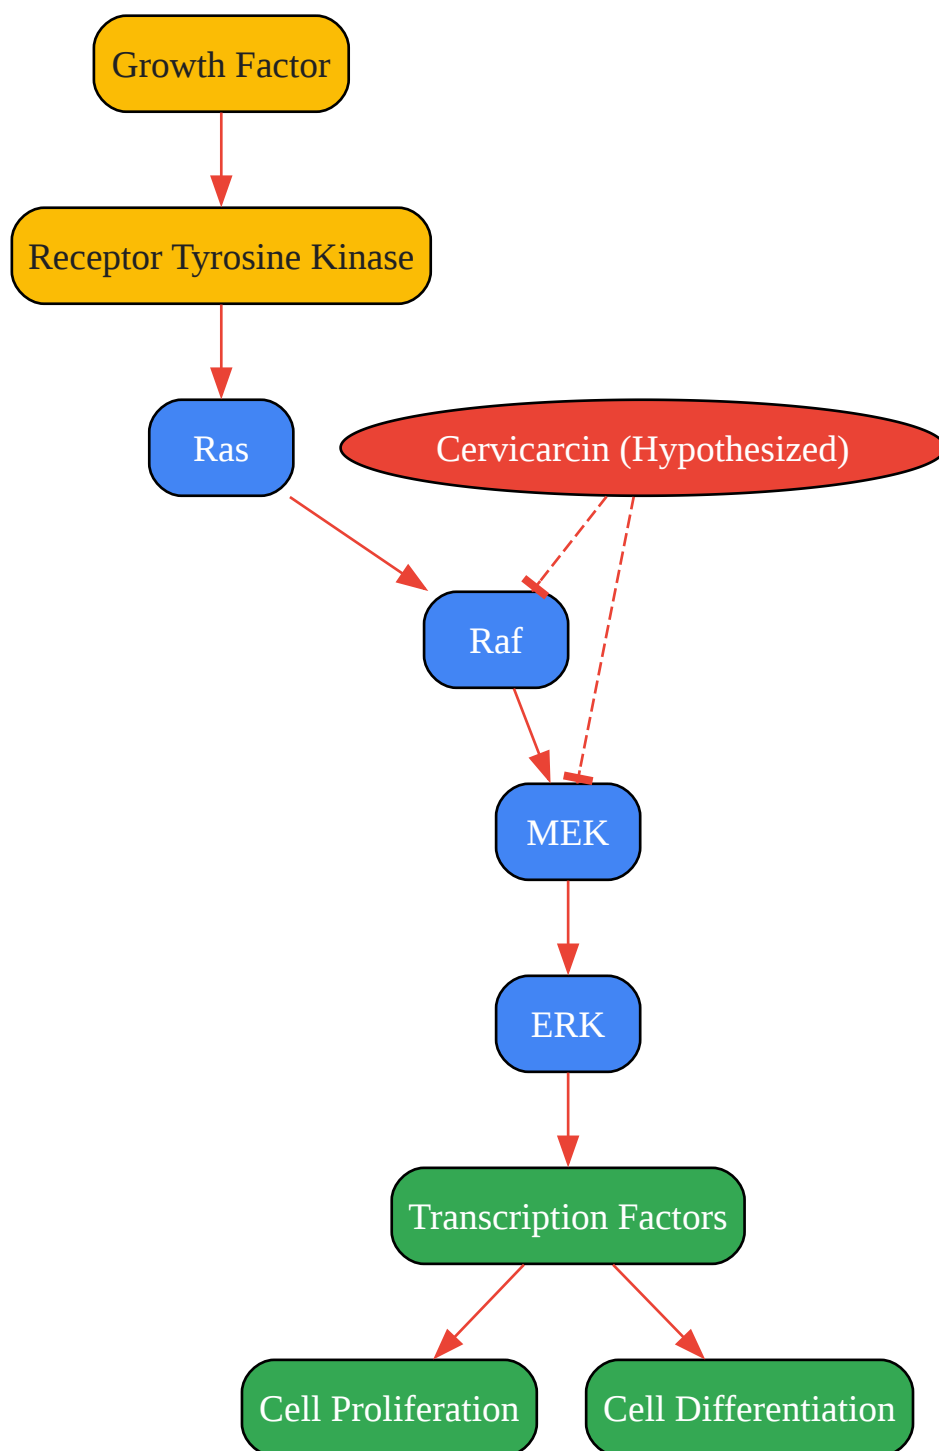 Growth Factor
Receptor Tyrosine Kinase
Ras
Cervicarcin (Hypothesized)
Raf
MEK
ERK
Transcription Factors
Cell Proliferation
Cell Differentiation